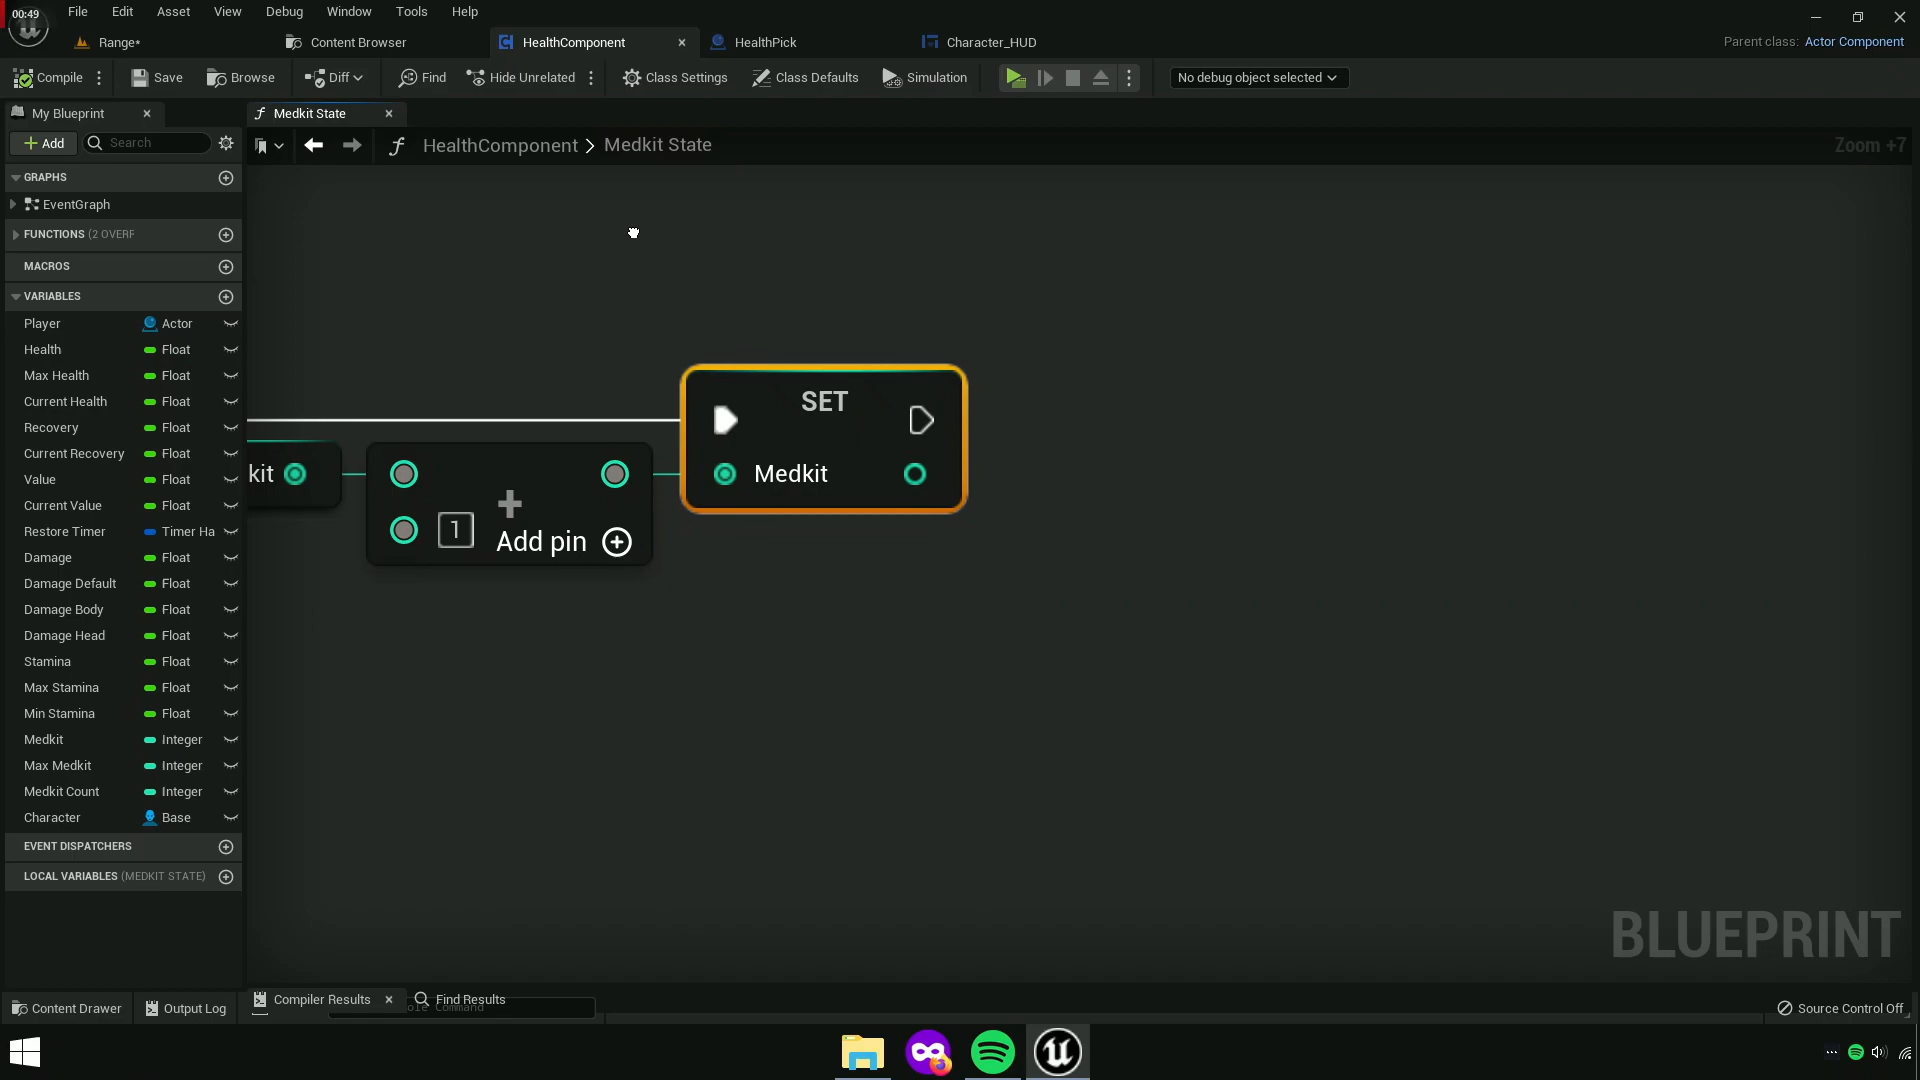 00:49
File Edit Asset View Debug Window Tools Help
Range* Content Browser HealthComponent HealthPick Character_HUD
Parent class: Actor Component
Compile Save Browse Diff Find Hide Unrelated Class Settings Class Defaults Simulation No debug object selected
My Blueprint Medkit State
Add Search HealthComponent > Medkit State Zoom +7
GRAPHS
EventGraph
FUNCTIONS (2 OVERR
MACROS
VARIABLES
Player Actor
Health Float
Max Health Float
Current Health Float
Recovery Float
Current Recovery Float
Value Float
Current Value Float
Restore Timer Timer Ha
Damage Float
Damage Default Float
Damage Body Float
Damage Head Float
Stamina Float
Max Stamina Float
Min Stamina Float
Medkit Integer
Max Medkit Integer
Medkit Count Integer
Character Base
EVENT DISPATCHERS
LOCAL VARIABLES (MEDKIT STATE)
SET
kit Medkit
1 Add pin
BLUEPRINT
Compiler Results Find Results
Content Drawer Output Log ole Command Source Control Off